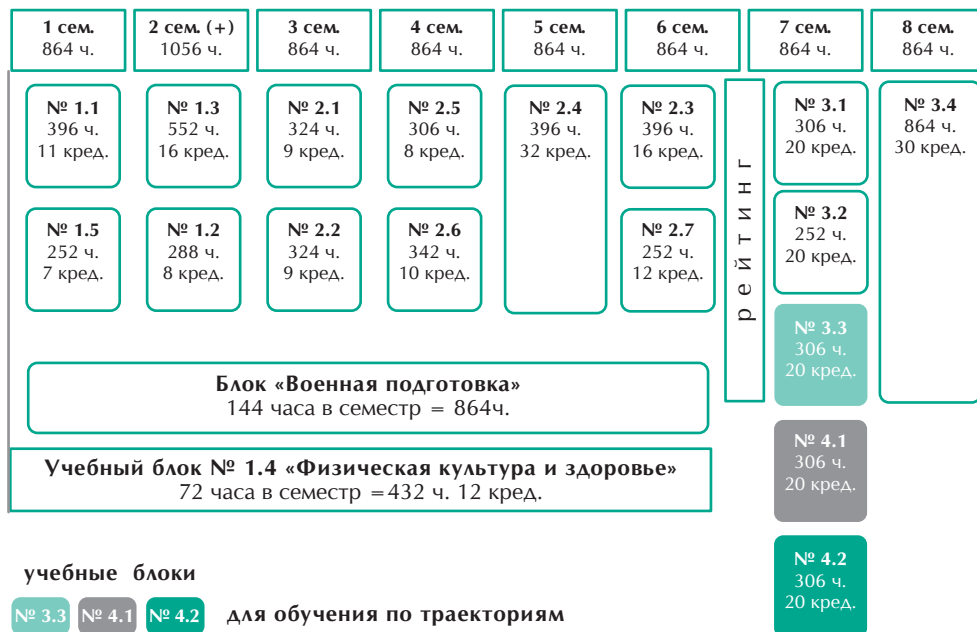 1 сем.
864 ч.
2 сем. (+)
1056 ч.
3 сем.
864 ч.
4 сем.
864 ч.
5 сем.
864 ч.
6 сем.
864 ч.
7 сем.
864 ч.
8 сем.
864 ч.
№ 1.1
396 ч.
11 кред.
№ 1.3
552 ч.
16 кред.
№ 2.1
324 ч.
9 кред.
№ 2.5
306 ч.
8 кред.
№ 2.4
396 ч.
32 кред.
№ 2.3
396 ч.
16 кред.
рейтинг
№ 3.1
306 ч.
20 кред.
№ 3.4
864 ч.
30 кред.
№ 1.5
252 ч.
7 кред.
№ 1.2
288 ч.
8 кред.
№ 2.2
324 ч.
9 кред.
№ 2.6
342 ч.
10 кред.
№ 2.7
252 ч.
12 кред.
№ 3.2
252 ч.
20 кред.
№ 3.3
306 ч.
20 кред.
Блок «Военная подготовка»
144 часа в семестр = 864ч.
№ 4.1
306 ч.
20 кред.
Учебный блок № 1.4 «Физическая культура и здоровье»
72 часа в семестр =432 ч. 12 кред.
№ 4.2
306 ч.
20 кред.
учебные блоки
№ 3.3 № 4.1 № 4.2 для обучения по траекториям